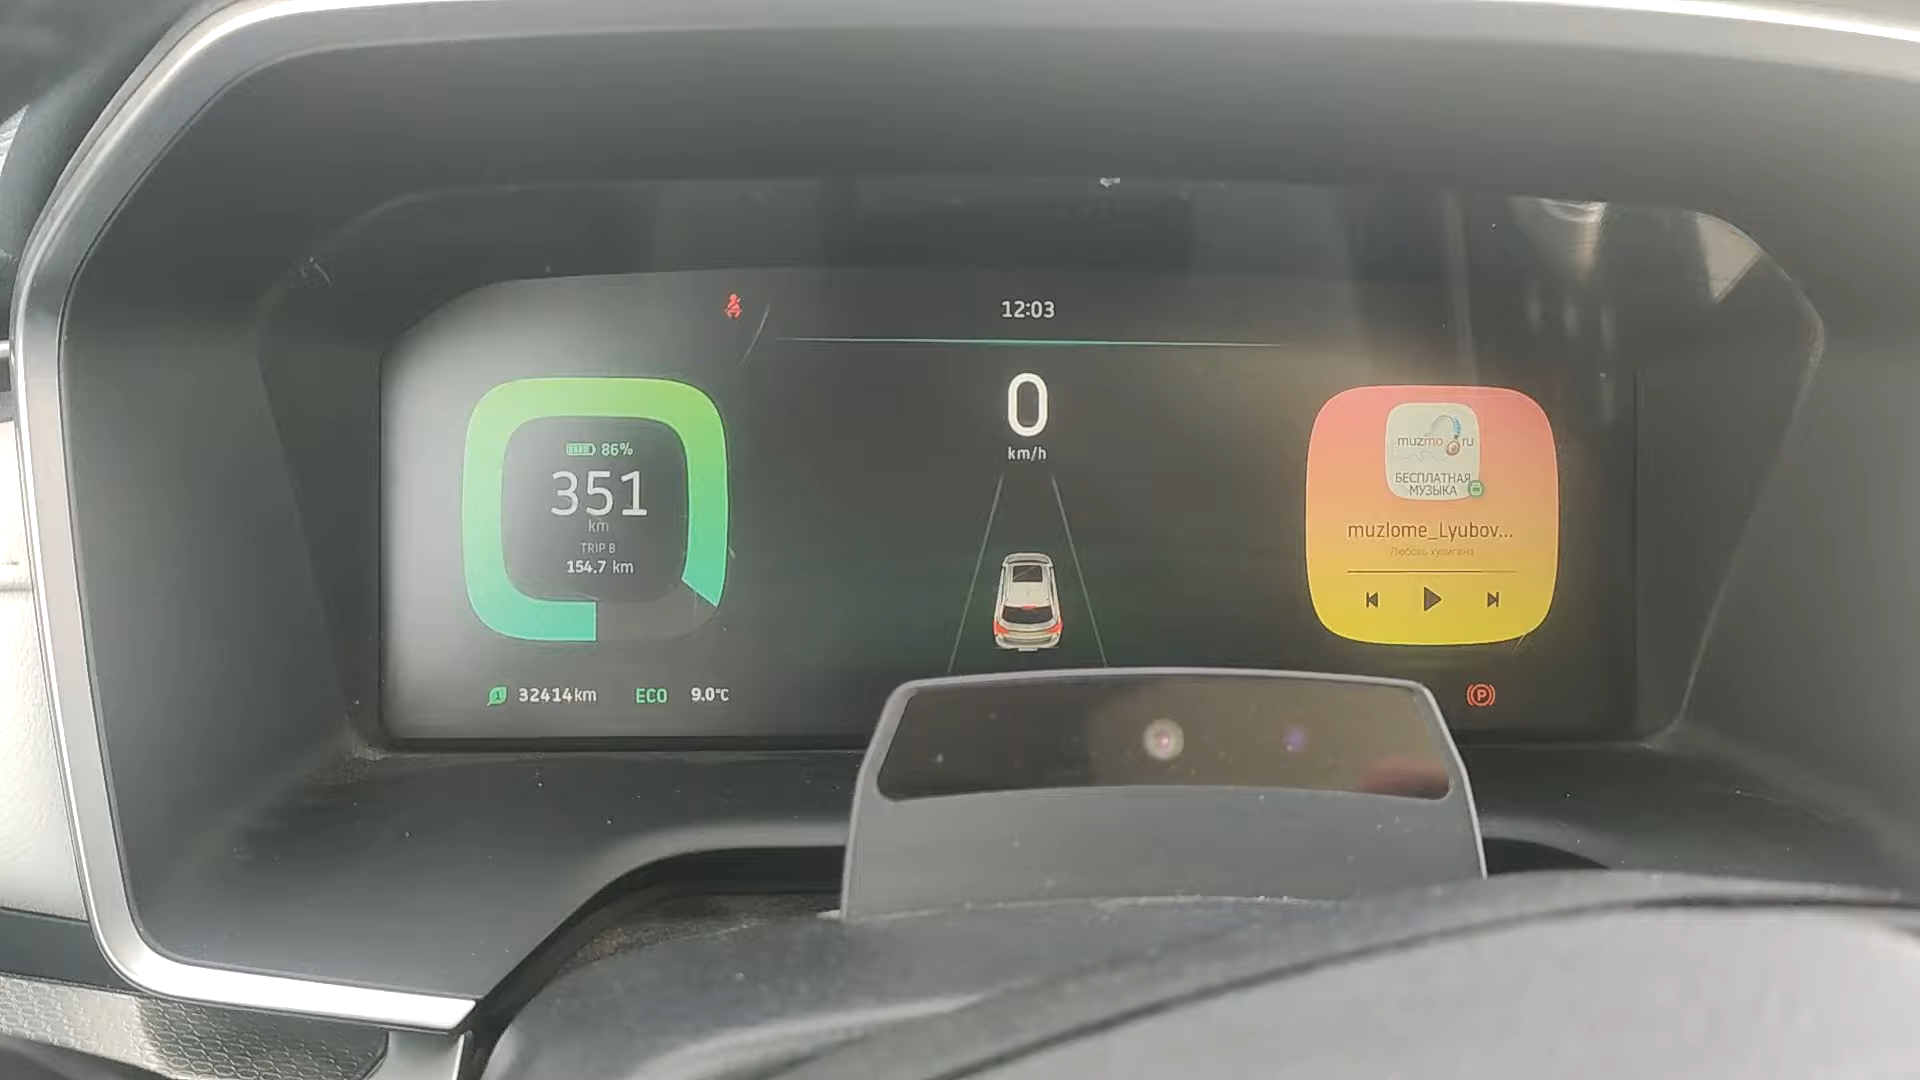 12:03
86%
351
km
TRIP B
154.7 km
32414km
ECO
9.0°C
0
km/h
muzmo ru
БЕСПЛАТНАЯ
МУЗЫКА
muzlome_Lyubov...
Любовь хулигана
P